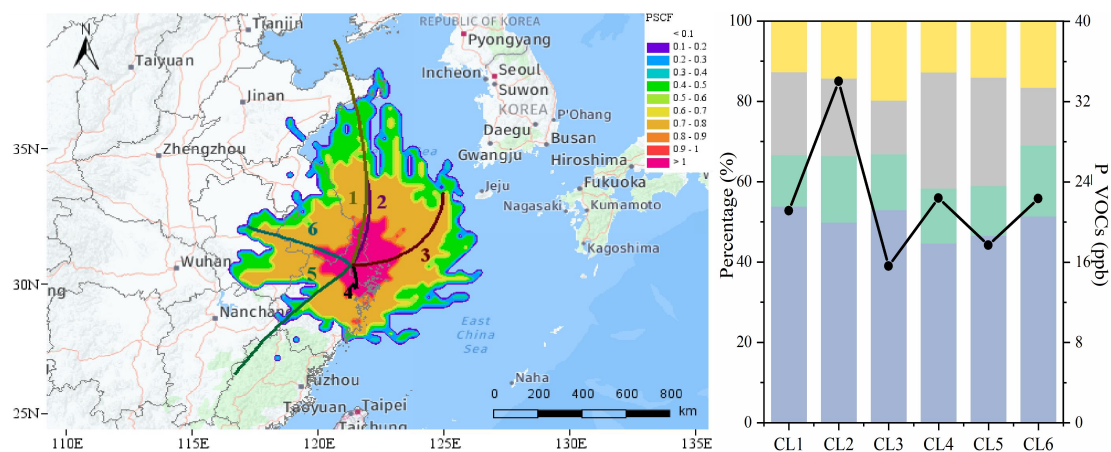 N
Tianjin
Taiyuan
Jinan
Zhengzhou
Wuhan
ng
Nanchang
Fuzhou
Taoyuan
Taipei
Taichung
REPUBLIC OF KOREA
Pyongyang
Incheon
Seoul
Suwon
KOREA
P'Ohang
Daegu
Busan
Gwangju
Hiroshima
Jeju
Fukuoka
Nagasaki
Kumamoto
Kagoshima
Naha
ea
East
China
Sea
1
2
3
4
5
6
PSCF
< 0.1
0.1 - 0.2
0.2 - 0.3
0.3 - 0.4
0.4 - 0.5
0.5 - 0.6
0.6 - 0.7
0.7 - 0.8
0.8 - 0.9
0.9 - 1
> 1
0 200 400 600 800
km
35N
30N
25N
110E 115E 120E 125E 130E 135E
Percentage (%)
100
80
60
40
20
0
CL1 CL2 CL3 CL4 CL5 CL6
40
32
24
16
8
0
P_VOCs (ppb)